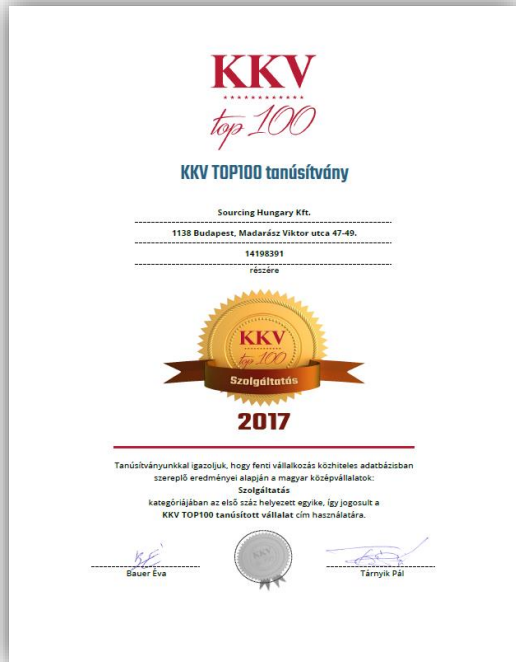 KKV
top 100
KKV TOP100 tanúsítvány
Sourcing Hungary Kft.
1138 Budapest, Madarász Viktor utca 47-49.
14198391
részére
KKV
top 100
Szolgáltatás
2017
Tanúsítványunkkal igazoljuk, hogy fenti vállalkozás közhiteles adatbázisban
szereplő eredményei alapján a magyar középvállalatok:
Szolgáltatás
kategóriájában az első száz helyezett egyike, így jogosult a
KKV TOP100 tanúsított vállalat cím használatára.
KKV
Bauer Éva
Tárnyik Pál